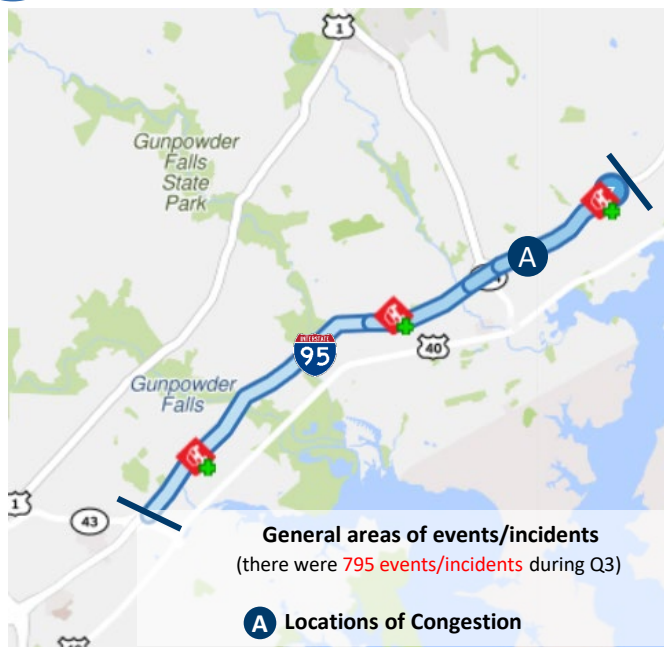 1
Gunpowder
Falls
State
Park
A
40
INTERSTATE
95
Gunpowder
Falls
1
43
General areas of events/incidents
(there were 795 events/incidents during Q3)
A Locations of Congestion